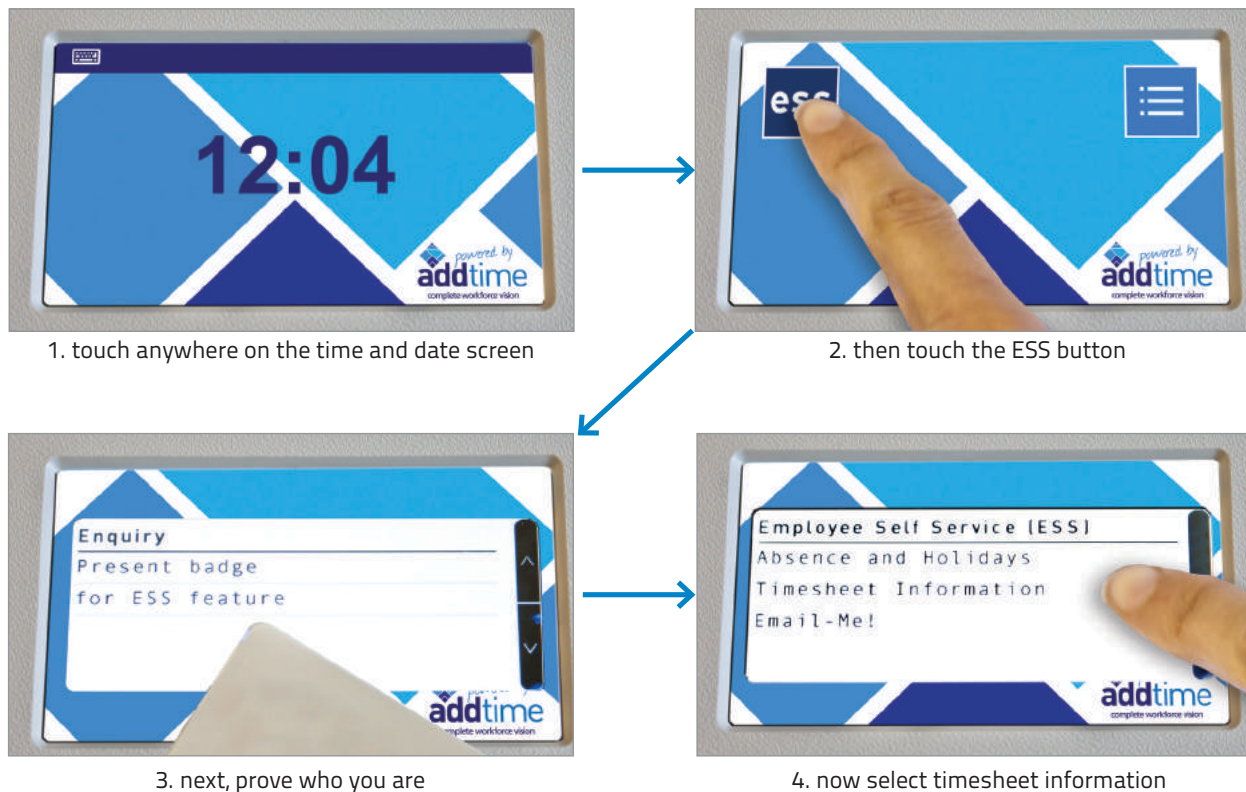 12:04
powered by
addtime
complete workforce vision
1. touch anywhere on the time and date screen
ess
powered by
addtime
complete workforce vision
2. then touch the ESS button
Enquiry
Present badge
for ESS feature
addtime
workforce vision
3. next, prove who you are
Employee Self Service (ESS)
Absence and Holidays
Timesheet Information
Email-Me!
addtime
complete workforce vision
4. now select timesheet information